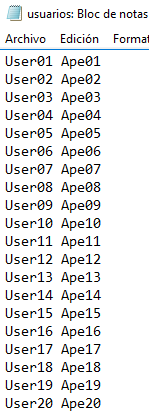 usuarios: Bloc de notas
Archivo Edición Format
User01 Ape01
User02 Ape02
User03 Ape03
User04 Ape04
User05 Ape05
User06 Ape06
User07 Ape07
User08 Ape08
User09 Ape09
User10 Ape10
User11 Ape11
User12 Ape12
User13 Ape13
User14 Ape14
User15 Ape15
User16 Ape16
User17 Ape17
User18 Ape18
User19 Ape19
User20 Ape20